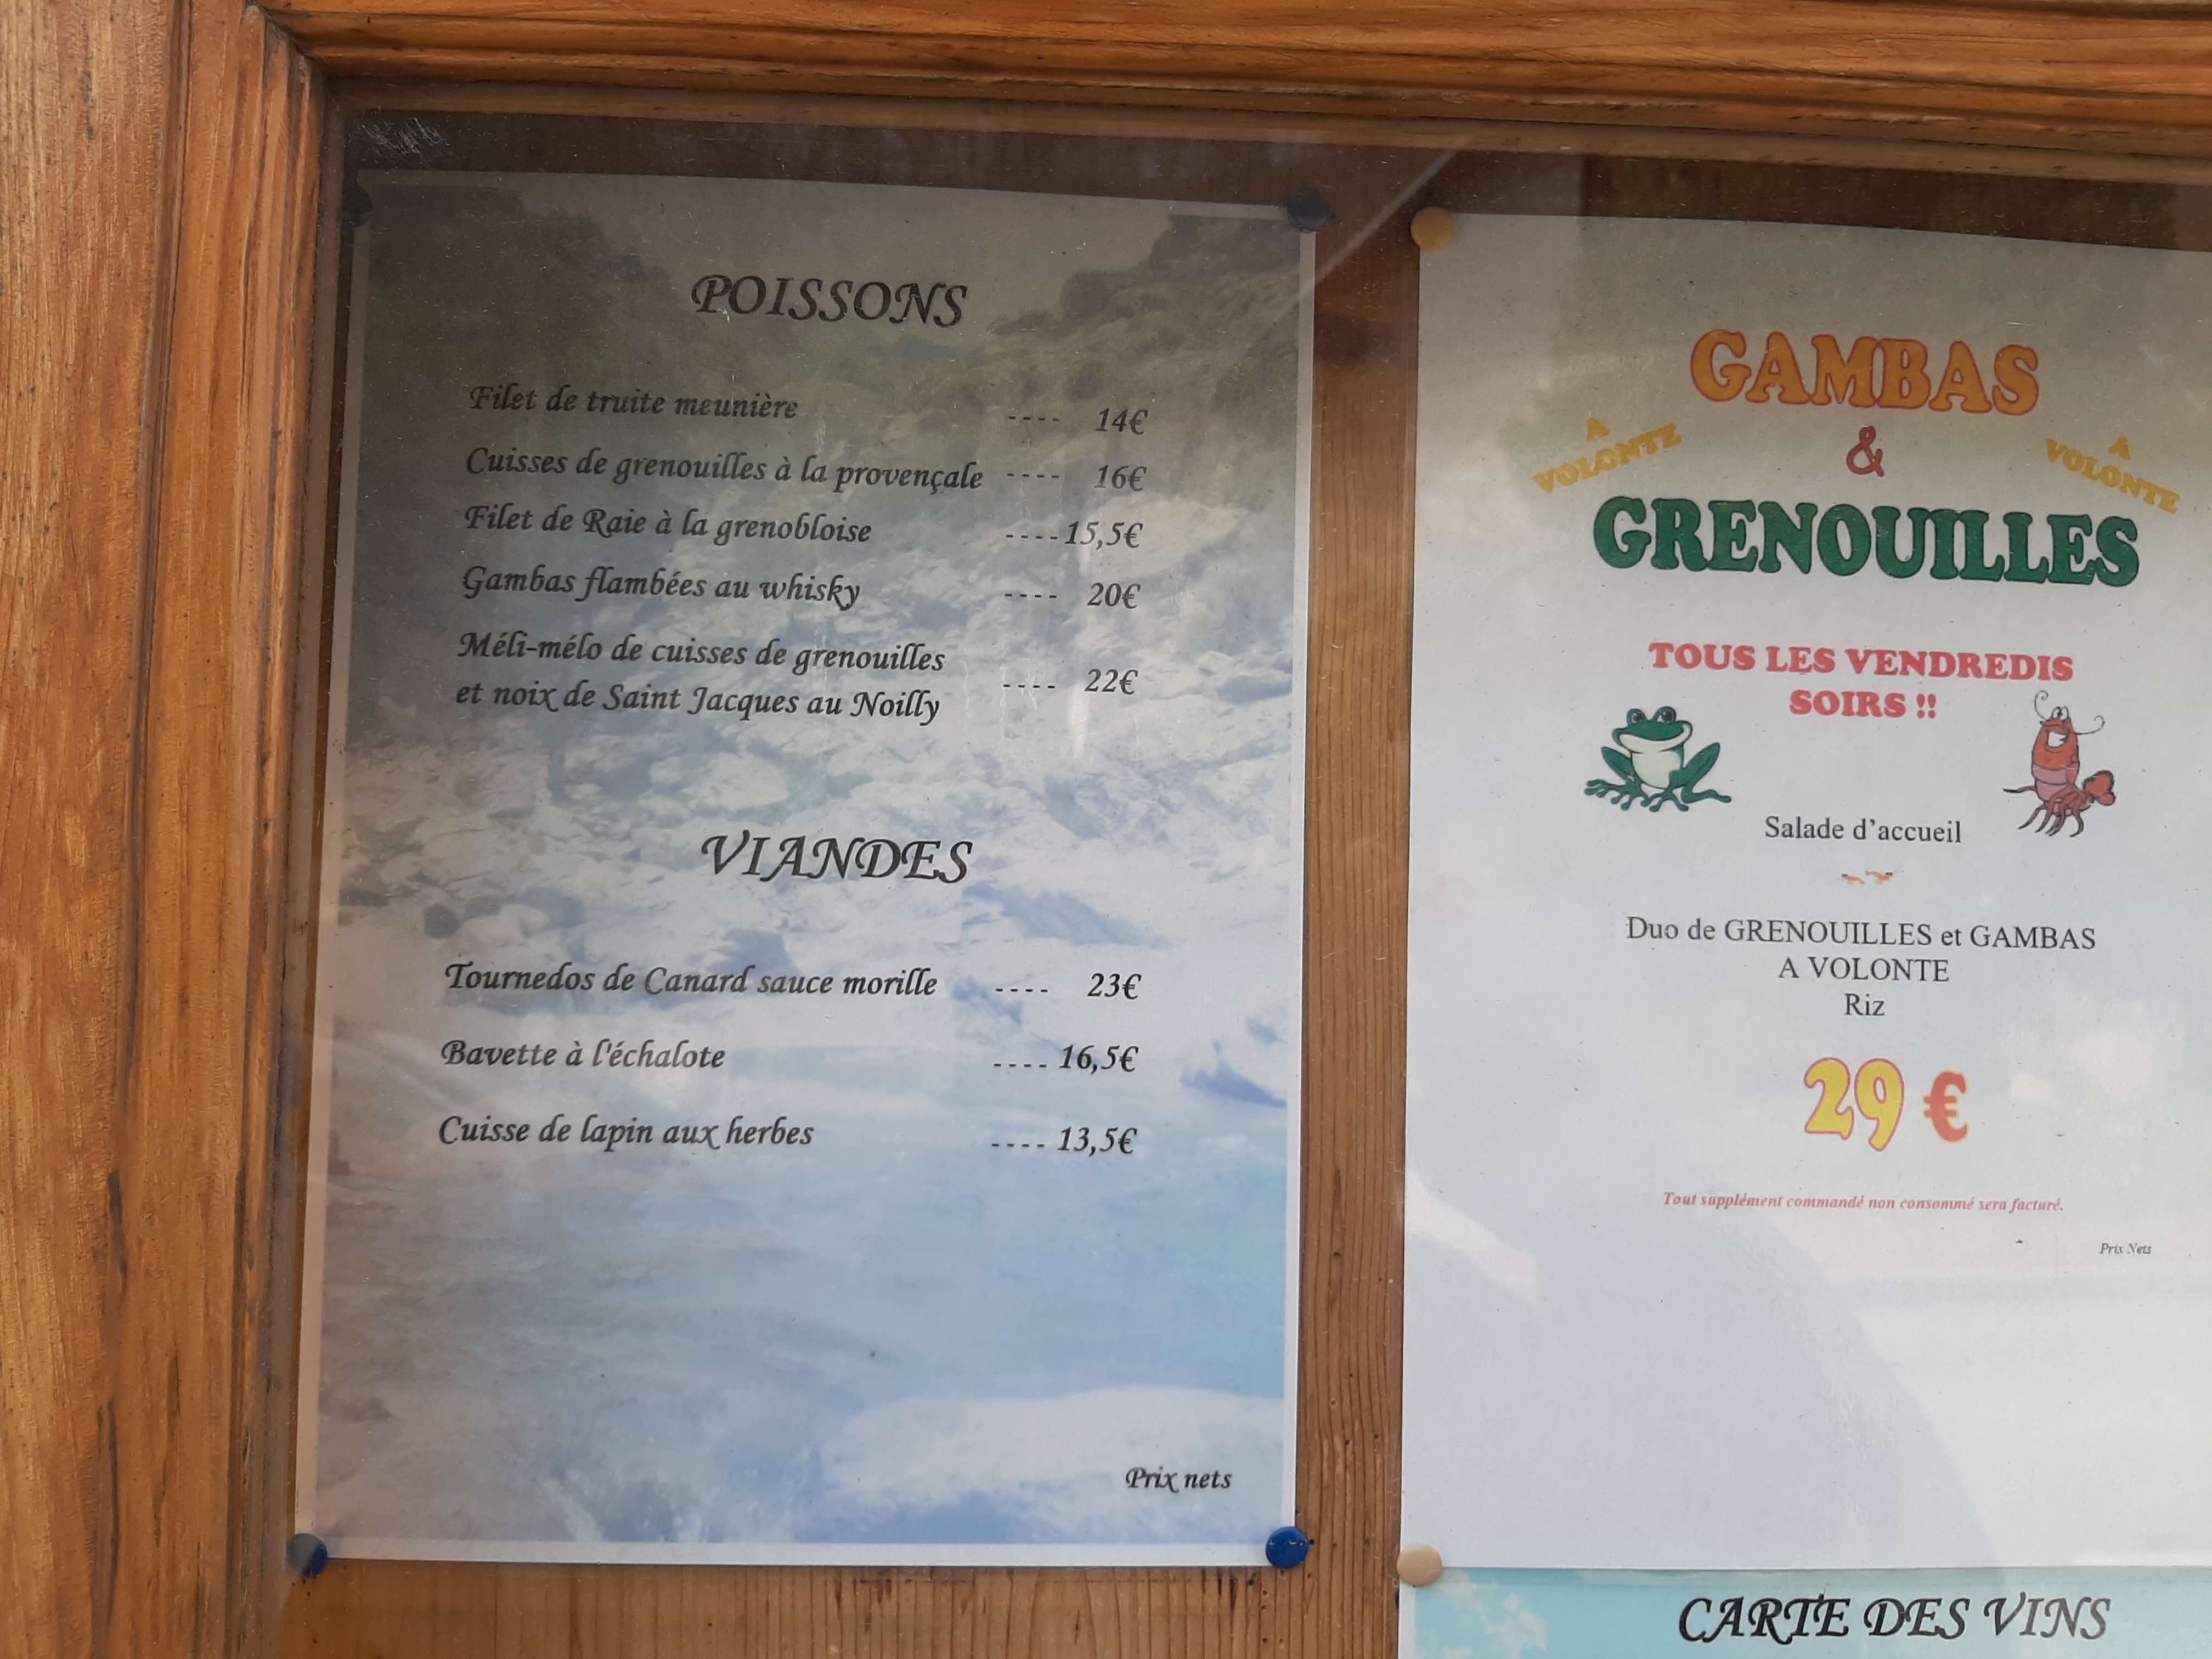 POISSONS
Filet de truite meunière ---- 14€
Cuisses de grenouilles à la provençale ---- 16€
Filet de Raie à la grenobloise ----15,5€
Gambas flambées au whisky ---- 20€
Méli-mélo de cuisses de grenouilles
et noix de Saint Jacques au Noilly ---- 22€
VIANDES
Tournedos de Canard sauce morille ---- 23€
Bavette à l'échalote ---- 16,5€
Cuisse de lapin aux herbes ---- 13,5€
Prix nets
GAMBAS
A
VOLONTE
&
A
VOLONTE
GRENOUILLES
TOUS LES VENDREDIS
SOIRS !!
Salade d'accueil
Duo de GRENOUILLES et GAMBAS
A VOLONTE
Riz
29 €
Tout supplément commandé non consommé sera facturé.
Prix Nets
CARTE DES VINS